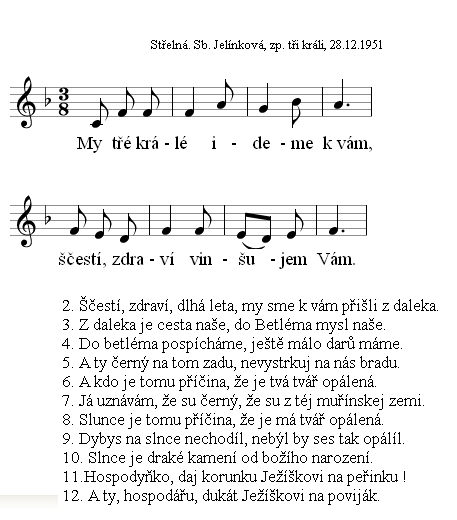 Střelná. Sb. Jelínková, zp. tři králi, 28.12.1951
3
8
My třé krá - lé i - de - me k vám,
ščestí, zdra - ví vin - šu - jem Vám.
2. Ščestí, zdraví, dlhá leta, my sme k vám přišli z daleka.
3. Z daleka je cesta naše, do Betléma mysl naše.
4. Do betléma pospícháme, ještě málo darů máme.
5. A ty černý na tom zadu, nevystrkuj na nás bradu.
6. A kdo je tomu příčina, že je tvá tvář opálená.
7. Já uznávám, že su černý, že su z téj muřínskej zemi.
8. Slunce je tomu příčina, že je má tvář opálená.
9. Dybys na slnce nechodíl, nebýl by ses tak opálíl.
10. Slnce je draké kamení od božího narození.
11.Hospodyňko, daj korunku Ježíškovi na peřinku !
12. A ty, hospodářu, dukát Ježíškovi na poviják.